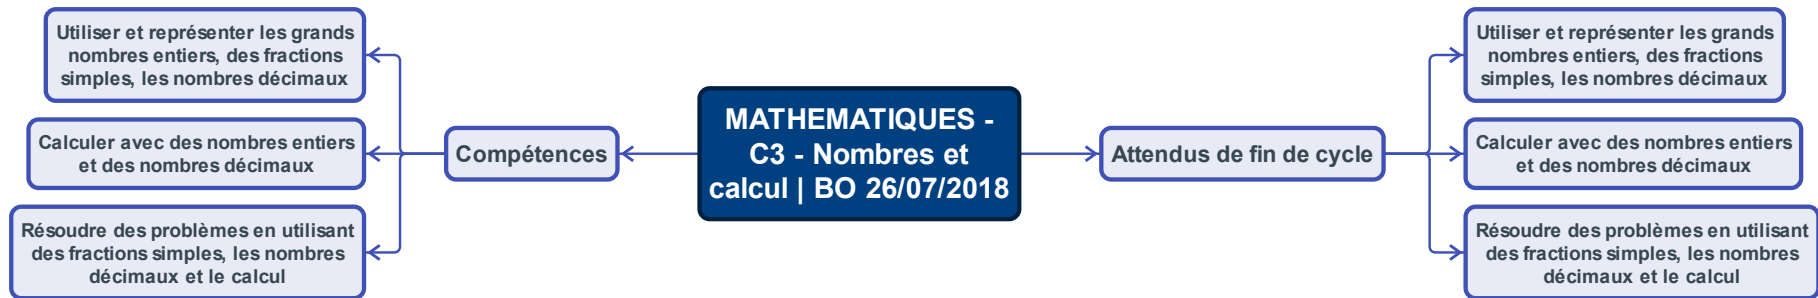 Utiliser et représenter les grands
nombres entiers, des fractions
simples, les nombres décimaux
Calculer avec des nombres entiers
et des nombres décimaux
Résoudre des problèmes en utilisant
des fractions simples, les nombres
décimaux et le calcul
Compétences
MATHEMATIQUES -
C3 - Nombres et
calcul | BO 26/07/2018
Attendus de fin de cycle
Utiliser et représenter les grands
nombres entiers, des fractions
simples, les nombres décimaux
Calculer avec des nombres entiers
et des nombres décimaux
Résoudre des problèmes en utilisant
des fractions simples, les nombres
décimaux et le calcul